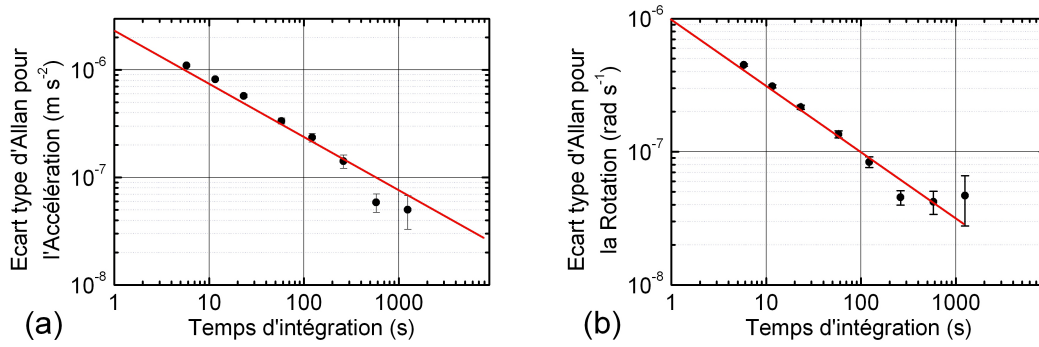 Ecart type d'Allan pour
l'Accélération (m s⁻²)
10⁻⁶
10⁻⁷
10⁻⁸
1 10 100 1000
Temps d'intégration (s)
(a)
Ecart type d'Allan pour
la Rotation (rad s⁻¹)
10⁻⁶
10⁻⁷
10⁻⁸
1 10 100 1000
Temps d'intégration (s)
(b)